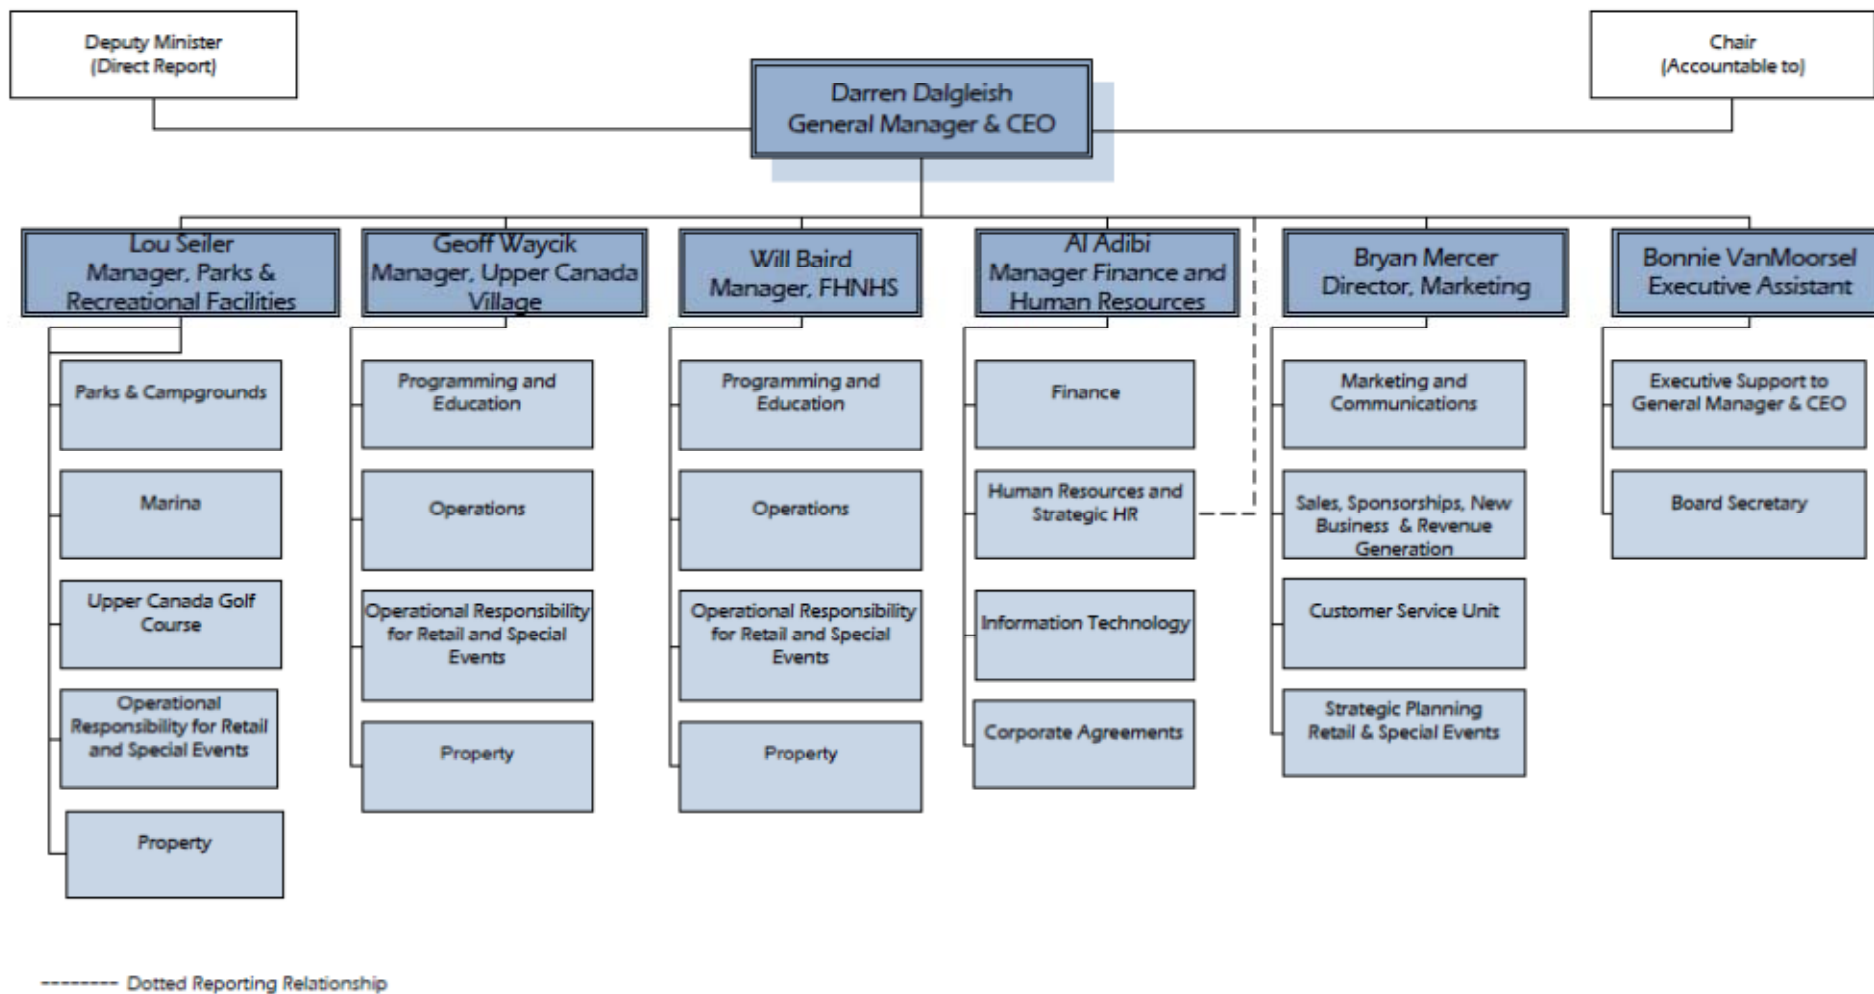 Deputy Minister
(Direct Report)
Chair
(Accountable to)
Darren Dalgleish
General Manager & CEO
Lou Seiler
Manager, Parks &
Recreational Facilities
Geoff Waycik
Manager, Upper Canada
Village
Will Baird
Manager, FHNHS
Al Adibi
Manager Finance and
Human Resources
Bryan Mercer
Director, Marketing
Bonnie VanMoorsel
Executive Assistant
Parks & Campgrounds
Marina
Upper Canada Golf
Course
Operational
Responsibility for Retail
and Special Events
Property
Programming and
Education
Operations
Operational Responsibility
for Retail and Special
Events
Property
Programming and
Education
Operations
Operational Responsibility
for Retail and Special
Events
Property
Finance
Human Resources and
Strategic HR
Information Technology
Corporate Agreements
Marketing and
Communications
Sales, Sponsorships, New
Business & Revenue
Generation
Customer Service Unit
Strategic Planning
Retail & Special Events
Executive Support to
General Manager & CEO
Board Secretary
Dotted Reporting Relationship